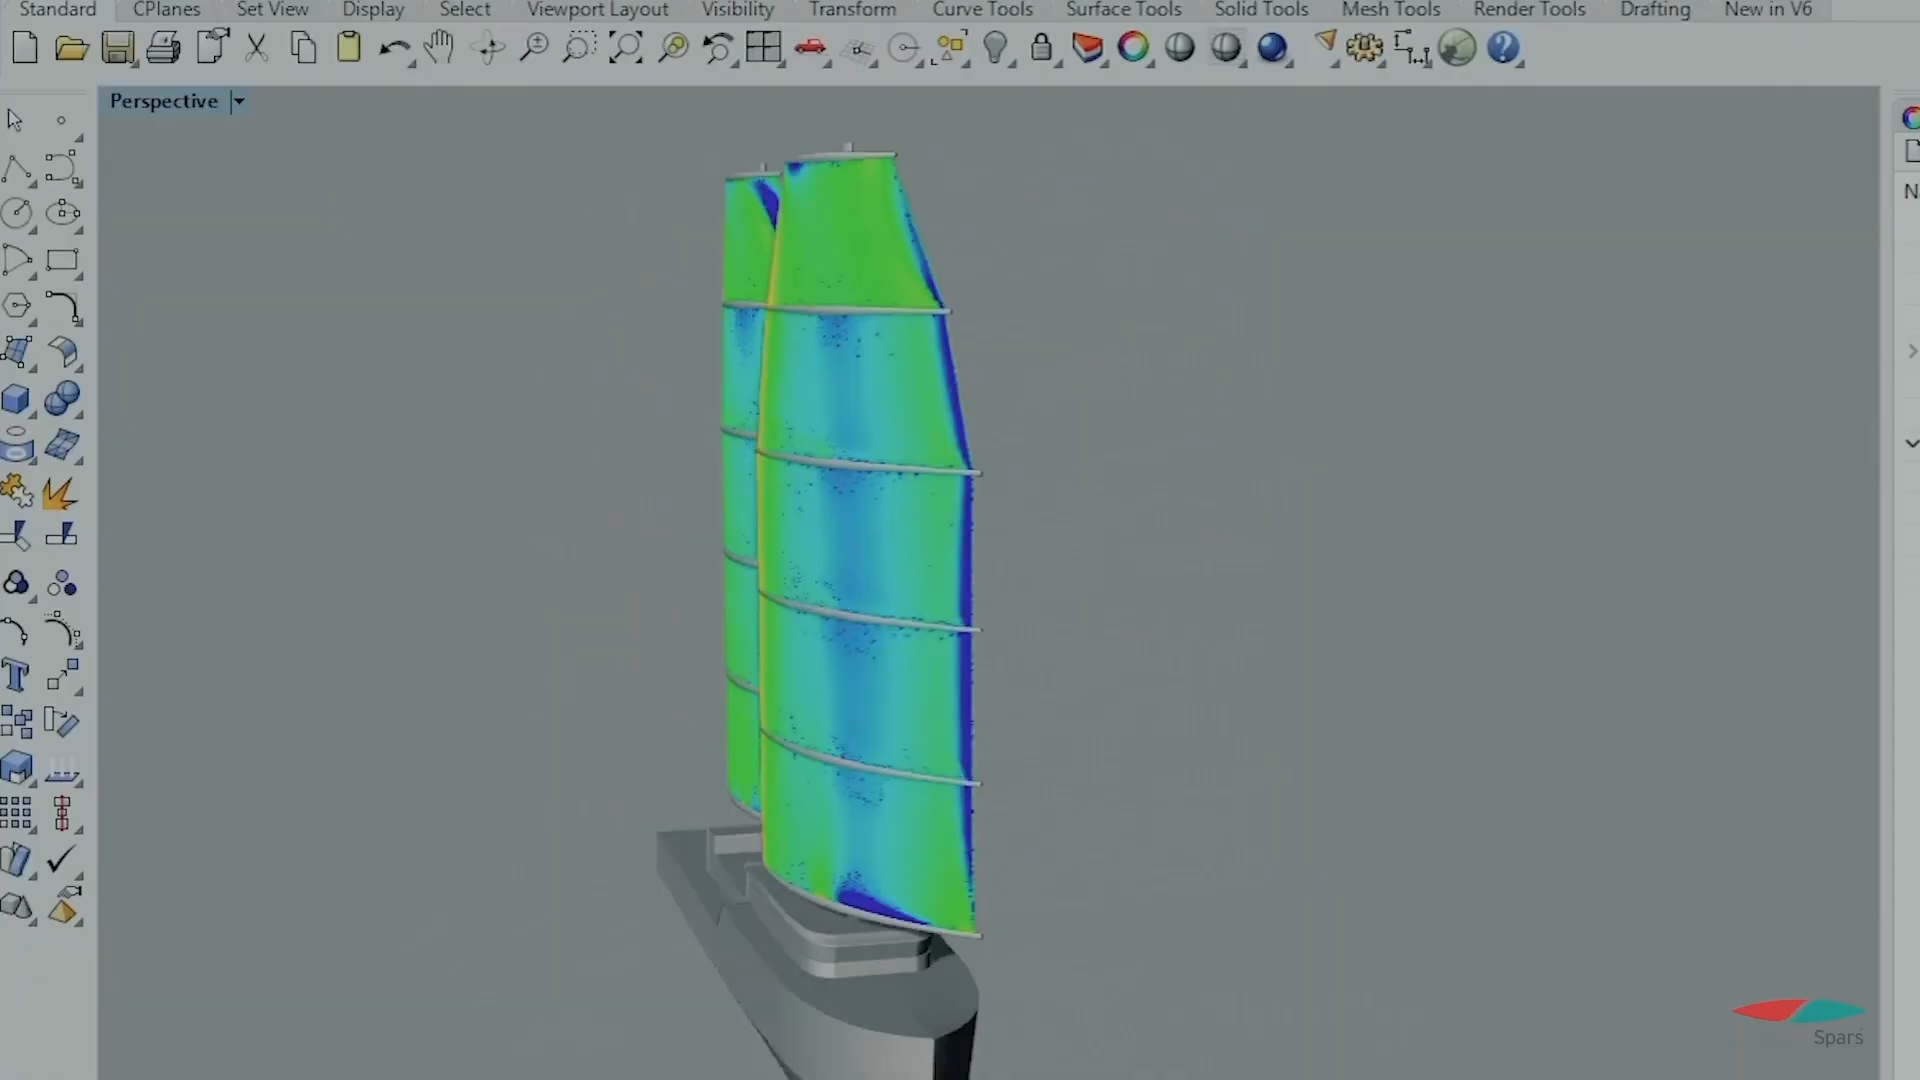 Standard CPlanes Set View Display Select Viewport Layout Visibility Transform Curve Tools Surface Tools Solid Tools Mesh Tools Render Tools Drafting New in V6
Perspective
Spars